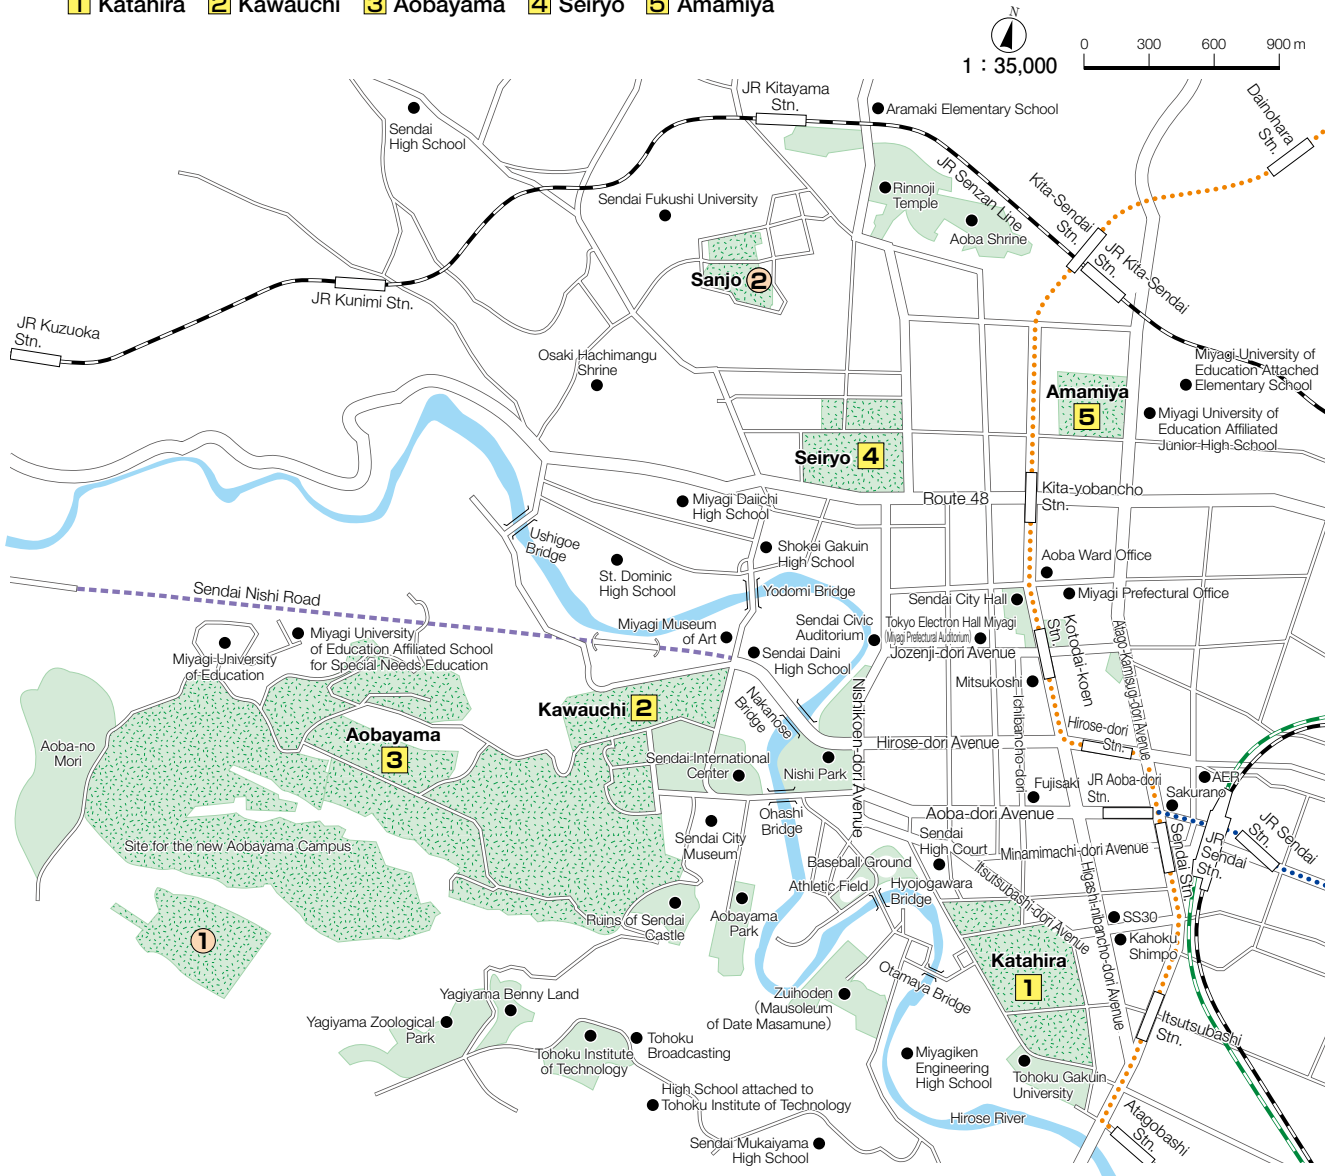 1 Katahira 2 Kawauchi 3 Aobayama 4 Seiryo 5 Amamiya
N
1 : 35,000
0 300 600 900 m
JR Kitayama
Stn.
Aramaki Elementary School
Dainohara
Stn.
Sendai
High School
JR Senzan Line
Kita-Sendai
Stn.
Rinnoji
Temple
Sendai Fukushi University
Aoba Shrine
JR Kita-Sendai
Stn.
Sanjo 2
JR Kunimi Stn.
JR Kuzuoka
Stn.
Osaki Hachimangu
Shrine
Miyagi University of
Education Attached
Elementary School
Amamiya
5
Miyagi University of
Education Affiliated
Junior High School
Seiryo 4
Route 48
Kita-yobancho
Stn.
Miyagi Daiichi
High School
Ushigoe
Bridge
Shokei Gakuin
High School
Aoba Ward Office
St. Dominic
High School
Yodomi Bridge
Sendai Nishi Road
Sendai City Hall
Miyagi Prefectural Office
Miyagi Museum
of Art
Sendai Civic
Auditorium
Tokyo Electron Hall Miyagi
(Miyagi Prefectural Auditorium)
Kotodai-koen
Stn.
Atago-Kamisugi-dori Avenue
Miyagi University
of Education Affiliated School
for Special Needs Education
Miyagi University
of Education
Sendai Daini
High School
Jozenji-dori Avenue
Mitsukoshi
Kawauchi 2
Nakanose
Bridge
Nishikoen-dori Avenue
Ichibancho-dori
Hirose-dori
Stn.
Aoba-no
Mori
Aobayama
3
Hirose-dori Avenue
Sendai International
Center
Nishi Park
Fujisaki
JR Aoba-dori
Stn.
AER
Sakurano
Ohashi
Bridge
Aoba-dori Avenue
Sendai City
Museum
Sendai
High Court
Minamimachi-dori Avenue
Sendai Stn.
JR
Sendai
Stn.
JR Sendai
Stn.
Site for the new Aobayama Campus
Baseball Ground
Athletic Field
Hyojogawara
Bridge
Itsutsubashi-dori Avenue
Higashi-nibancho-dori Avenue
Ruins of Sendai
Castle
Aobayama
Park
SS30
Kahoku
Shimpo
1
Katahira
1
Otamaya Bridge
Zuihoden
(Mausoleum
of Date Masamune)
Yagiyama Benny Land
Yagiyama Zoological
Park
Itsutsubashi
Stn.
Tohoku Institute
of Technology
Tohoku
Broadcasting
Miyagiken
Engineering
High School
Tohoku Gakuin
University
High School attached to
Tohoku Institute of Technology
Hirose River
Atagobashi
Stn.
Sendai Mukaiyama
High School